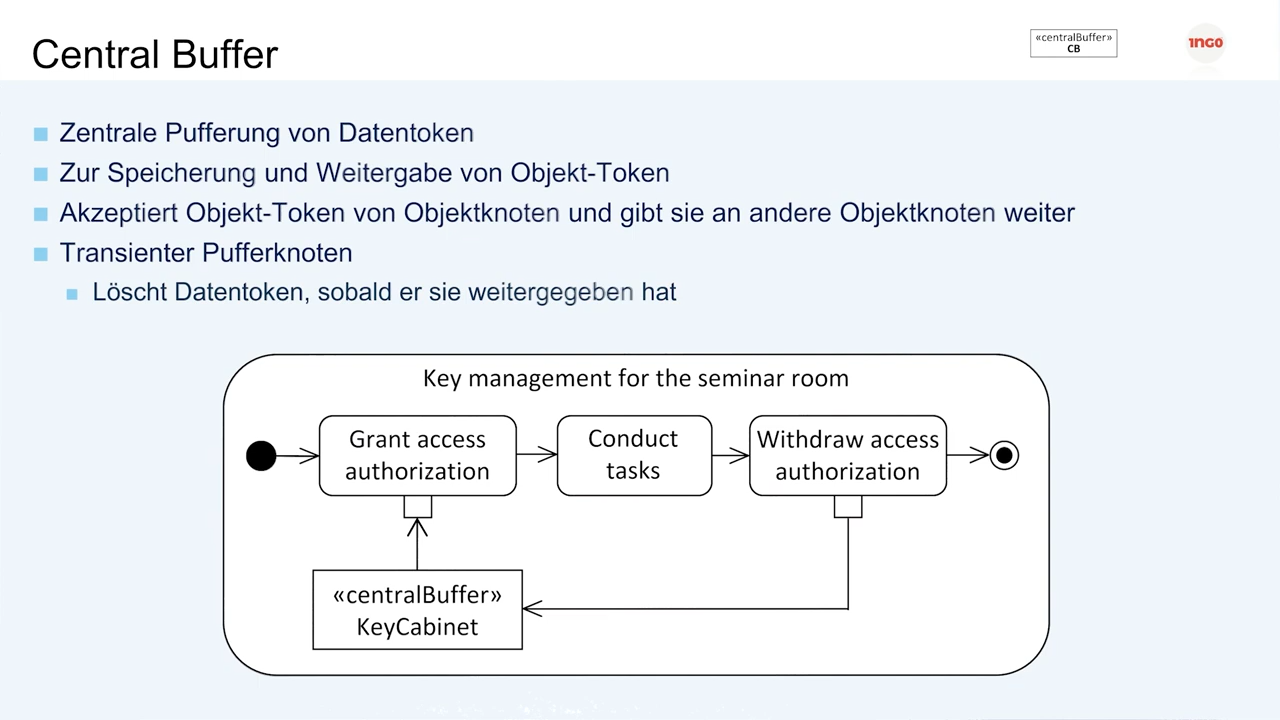 Central Buffer
«centralBuffer»
CB
1NGO
Zentrale Pufferung von Datentoken
Zur Speicherung und Weitergabe von Objekt-Token
Akzeptiert Objekt-Token von Objektknoten und gibt sie an andere Objektknoten weiter
Transienter Pufferknoten
Löscht Datentoken, sobald er sie weitergegeben hat
Key management for the seminar room
Grant access
authorization
Conduct
tasks
Withdraw access
authorization
«centralBuffer»
KeyCabinet